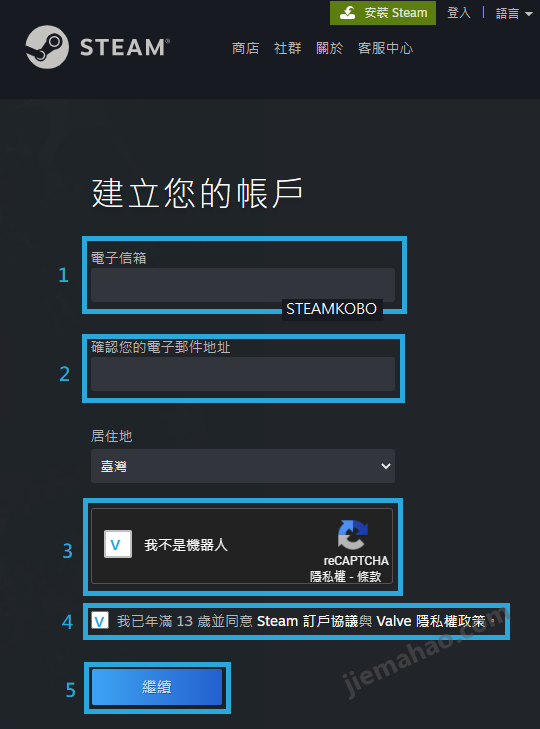 安裝 Steam 登入 | 語言
STEAM®
商店 社群 關於 客服中心
建立您的帳戶
1
電子信箱
STEAMKOBO
2
確認您的電子郵件地址
居住地
臺灣
3
V 我不是機器人
reCAPTCHA
隱私權 - 條款
4 V 我已年滿 13 歲並同意 Steam 訂戶協議與 Valve 隱私權政策。
jiemahao.com
5 繼續